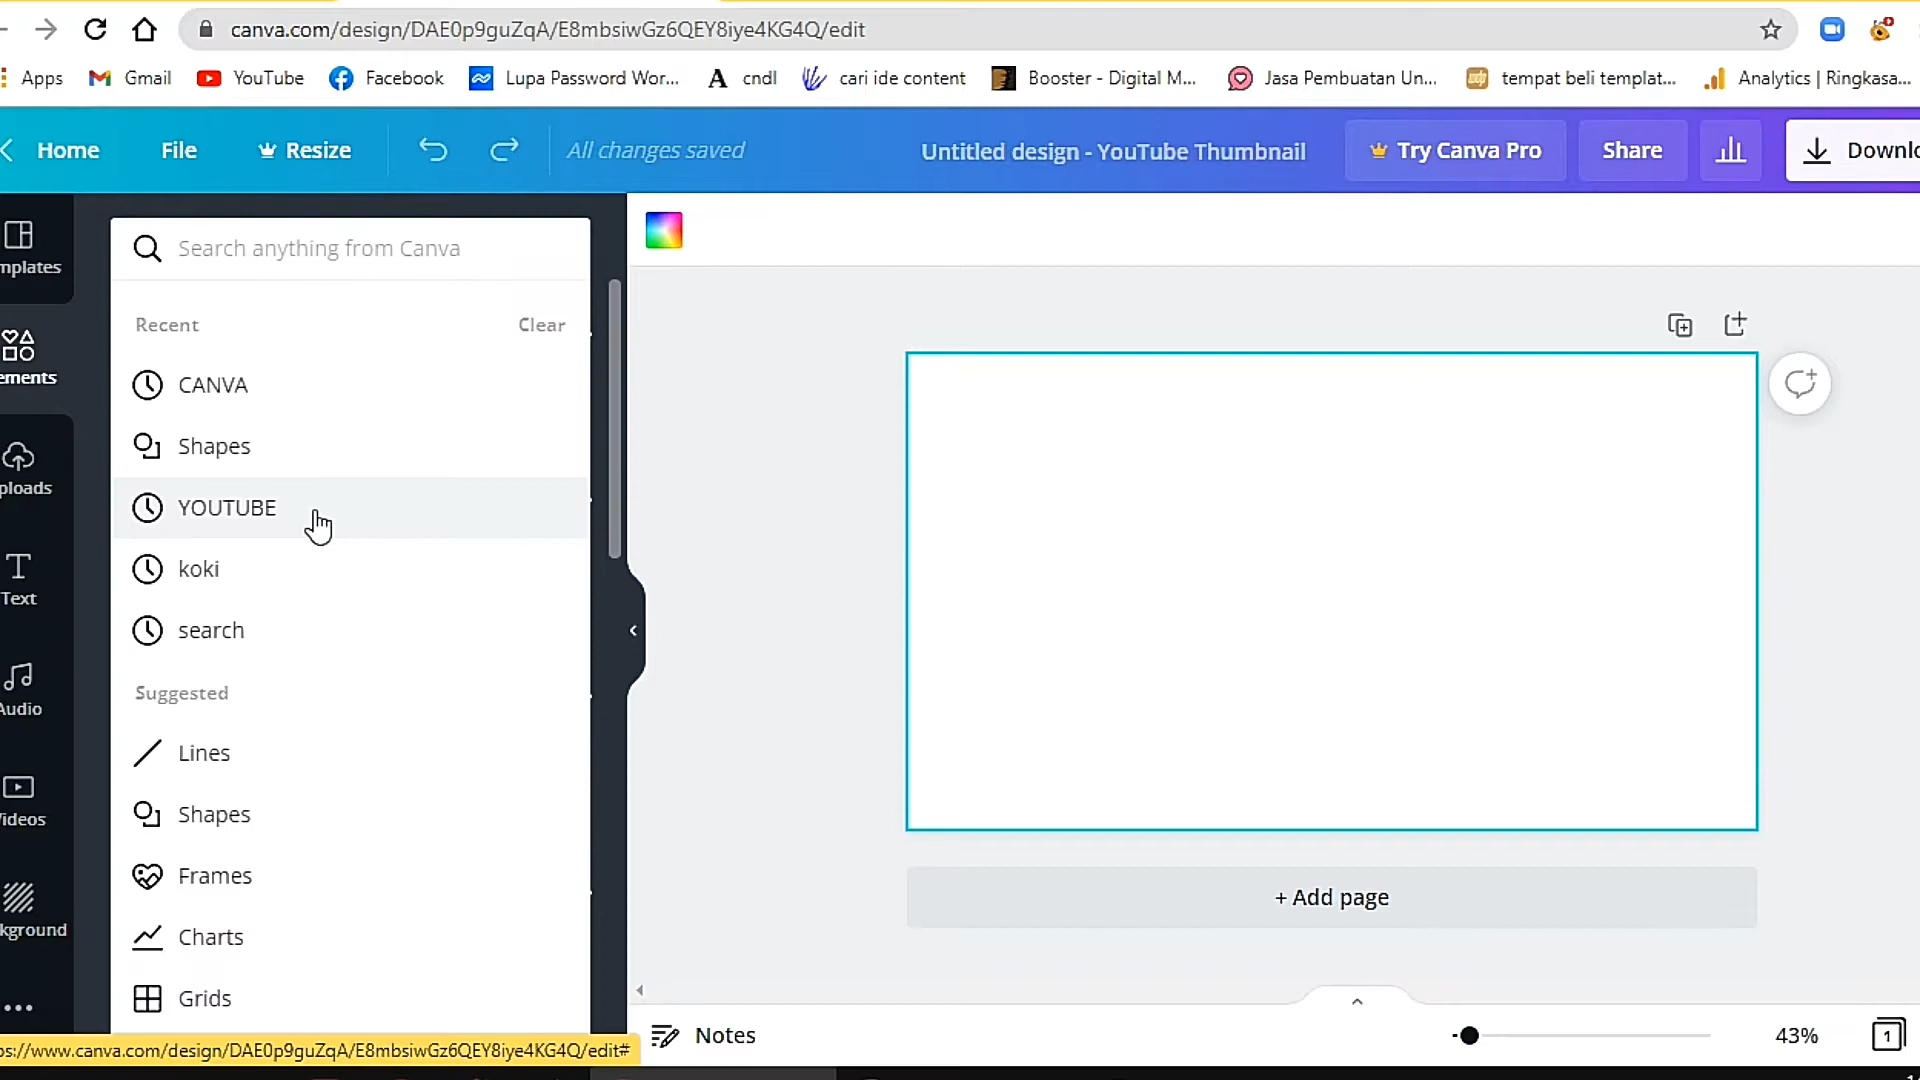 canva.com/design/DAE0p9guZqA/E8mbsiwGz6QEY8iye4KG4Q/edit
Apps Gmail YouTube Facebook Lupa Password Wor... cndl cari ide content Booster - Digital M... Jasa Pembuatan Un... tempat beli templat... Analytics | Ringkasa...
Home File Resize All changes saved Untitled design - YouTube Thumbnail Try Canva Pro Share Downlo
mplates
ements
ploads
Text
Audio
Videos
kground
Search anything from Canva
Recent Clear
CANVA
Shapes
YOUTUBE
koki
search
Suggested
Lines
Shapes
Frames
Charts
Grids
+ Add page
Notes 43% 1
ps://www.canva.com/design/DAE0p9guZqA/E8mbsiwGz6QEY8iye4KG4Q/edit#